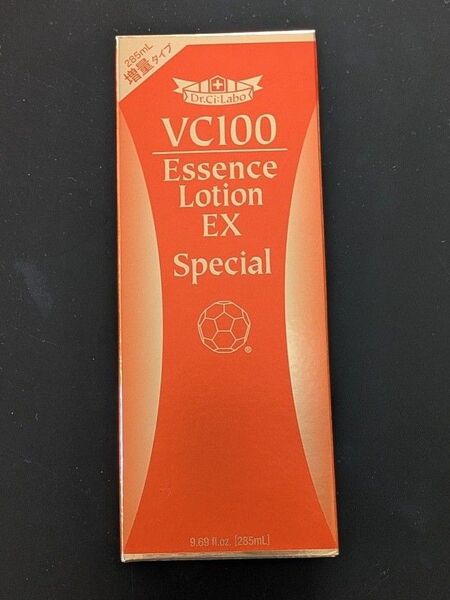 285mL
増量タイプ
Dr.Ci:Labo
VC100
Essence
Lotion
EX
Special
®
9.69 fl.oz. [285mL]